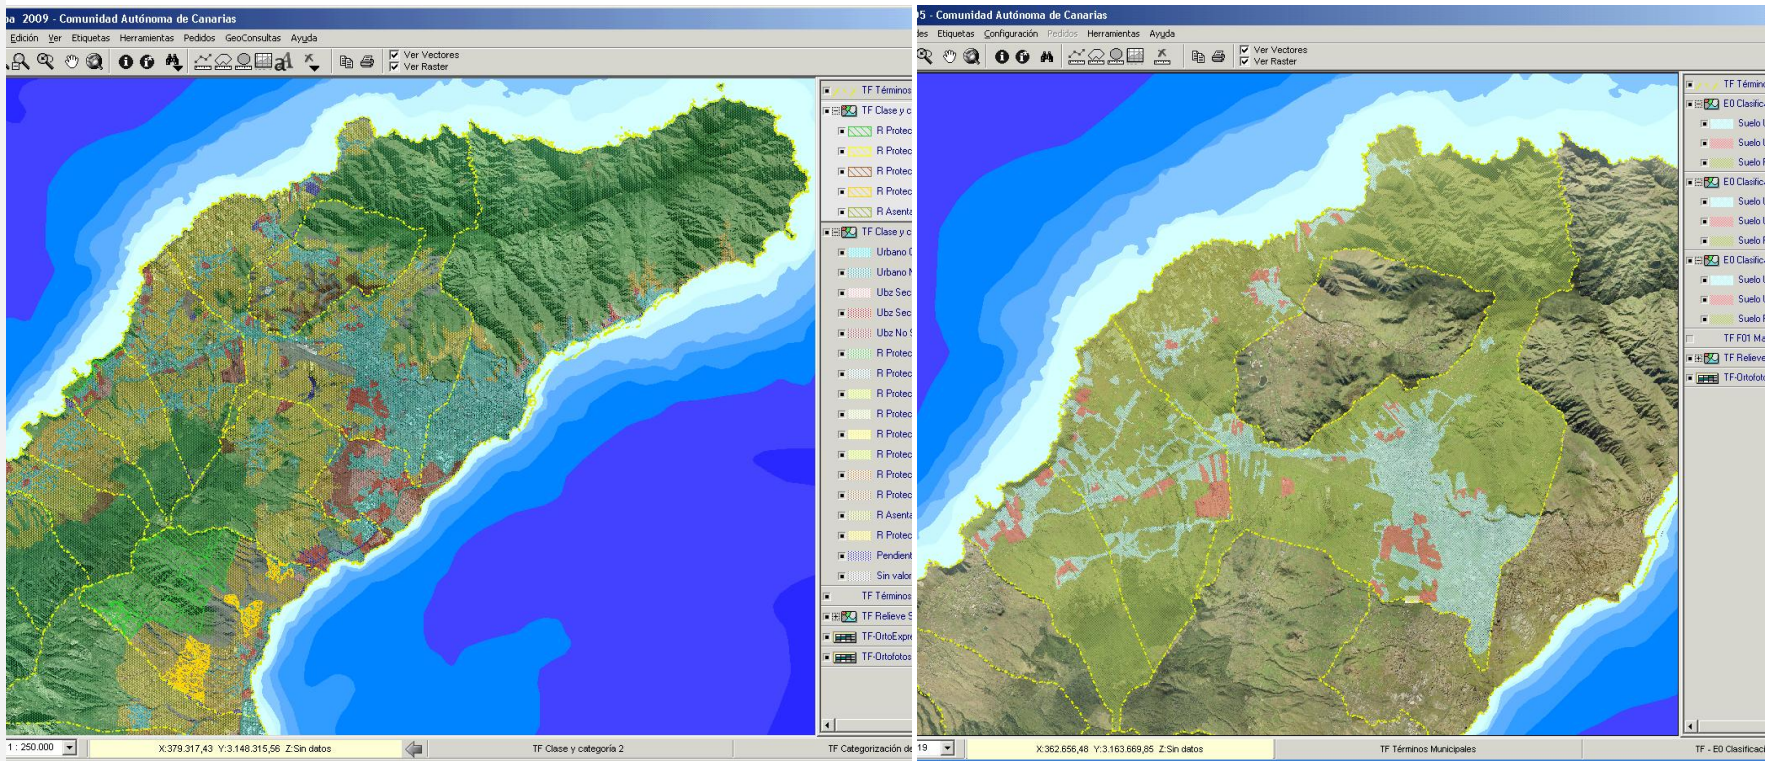 2009 - Comunidad Autónoma de Canarias
Edición Ver Etiquetas Herramientas Pedidos GeoConsultas Ayuda
Ver Vectores
Ver Raster
TF Términos
TF Clase y c
R Protec
R Protec
R Protec
R Protec
R Asenta
TF Clase y c
Urbano
Urbano
Ubz Sec
Ubz Sec
Ubz No
R Protec
R Protec
R Protec
R Protec
R Protec
R Protec
R Protec
R Protec
R Asenta
R Protec
Pendient
Sin valor
TF Términos
TF Relieve S
TF-OrtoExpre
TF-Ortofotos
1 : 250.000
X:379.317,43 Y:3.148.315,56 Z:Sin datos
TF Clase y categoría 2
TF Categorización de
- Comunidad Autónoma de Canarias
des Etiquetas Configuración Pedidos Herramientas Ayuda
Ver Vectores
Ver Raster
TF Término
E0 Clasific
Suelo U
Suelo U
Suelo R
E0 Clasific
Suelo U
Suelo U
Suelo R
E0 Clasific
Suelo U
Suelo U
Suelo R
TF F01 Ma
TF Relieve
TF-Ortofoto
19
X:362.656,48 Y:3.163.669,85 Z:Sin datos
TF Términos Municipales
TF - E0 Clasificaci